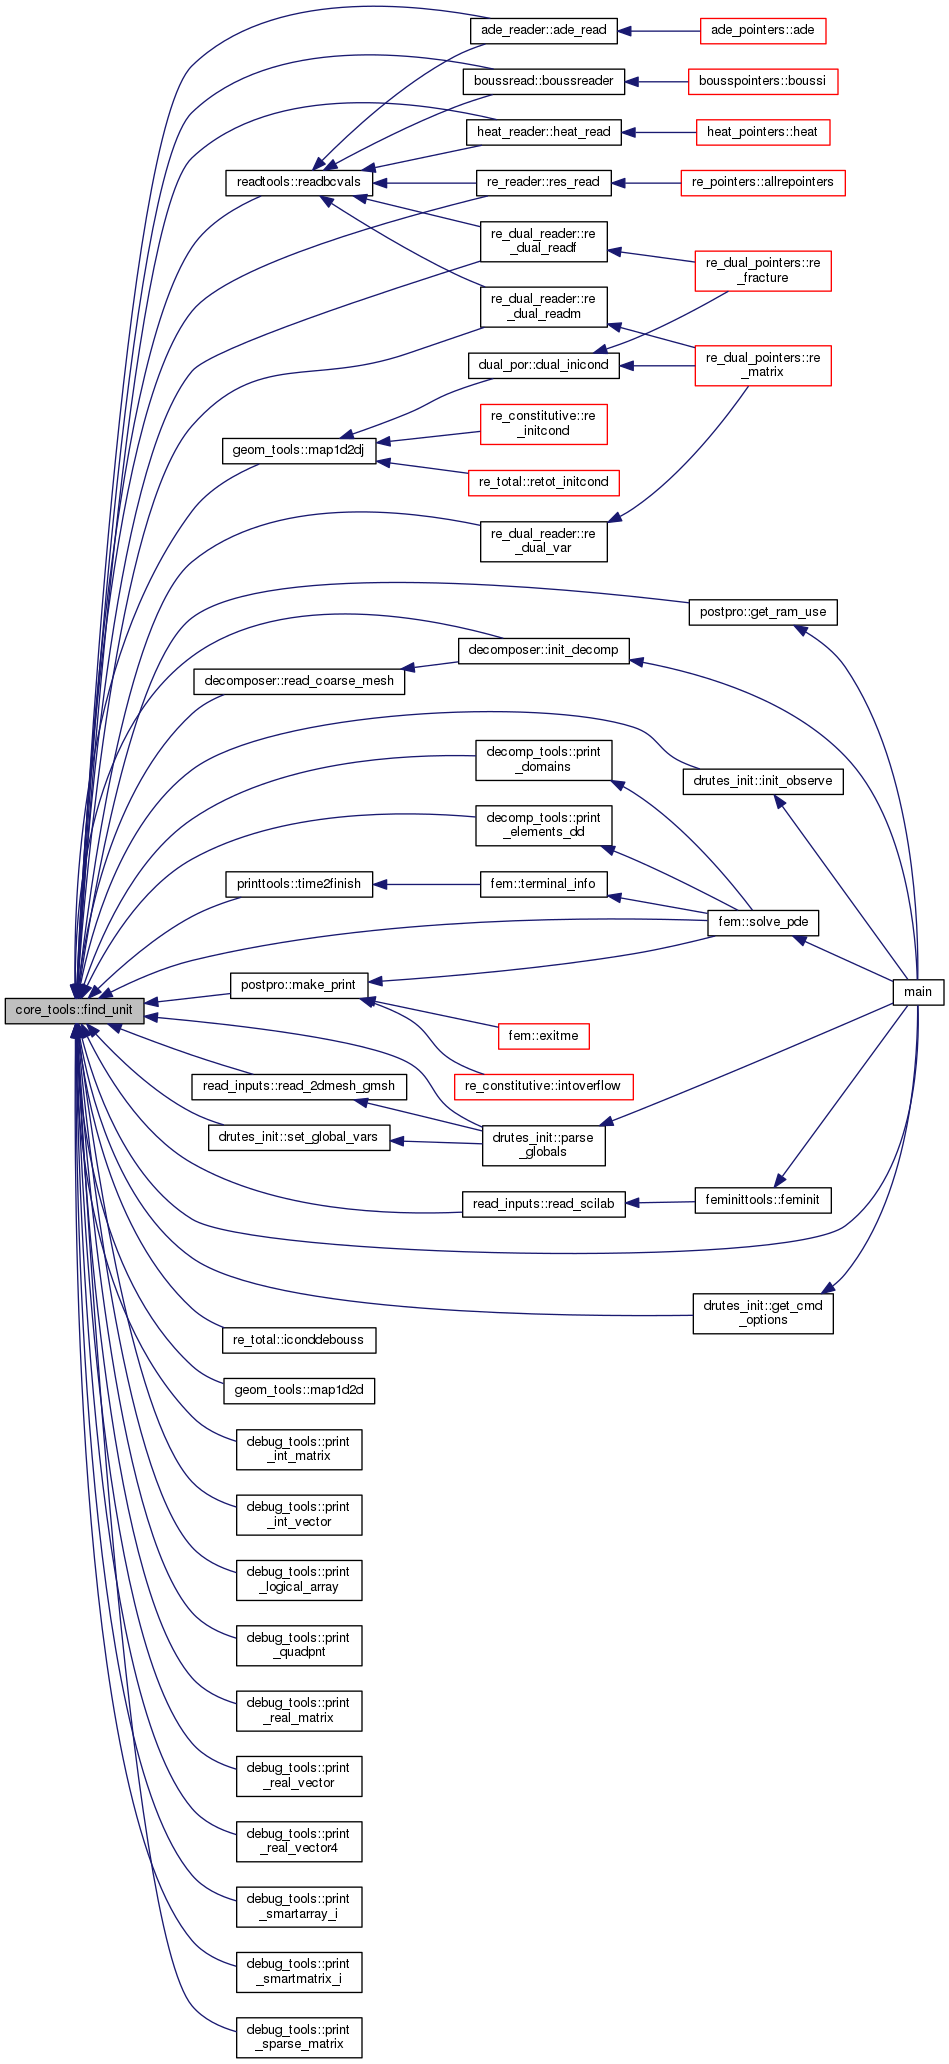 ade_reader::ade_read
ade_pointers::ade
boussread::boussreader
bousspointers::boussi
heat_reader::heat_read
heat_pointers::heat
readtools::readbcvals
re_reader::res_read
re_pointers::allrepointers
re_dual_reader::re
_dual_readf
re_dual_pointers::re
_fracture
re_dual_reader::re
_dual_readm
dual_por::dual_inicond
re_dual_pointers::re
_matrix
re_constitutive::re
_initcond
geom_tools::map1d2dj
re_total::retot_initcond
re_dual_reader::re
_dual_var
postpro::get_ram_use
decomposer::init_decomp
decomposer::read_coarse_mesh
decomp_tools::print
_domains
drutes_init::init_observe
decomp_tools::print
_elements_dd
printtools::time2finish
fem::terminal_info
fem::solve_pde
postpro::make_print
main
core_tools::find_unit
fem::exitme
read_inputs::read_2dmesh_gmsh
re_constitutive::intoverflow
drutes_init::set_global_vars
drutes_init::parse
_globals
read_inputs::read_scilab
feminittools::feminit
drutes_init::get_cmd
_options
re_total::iconddebouss
geom_tools::map1d2d
debug_tools::print
_int_matrix
debug_tools::print
_int_vector
debug_tools::print
_logical_array
debug_tools::print
_quadpnt
debug_tools::print
_real_matrix
debug_tools::print
_real_vector
debug_tools::print
_real_vector4
debug_tools::print
_smartarray_i
debug_tools::print
_smartmatrix_i
debug_tools::print
_sparse_matrix